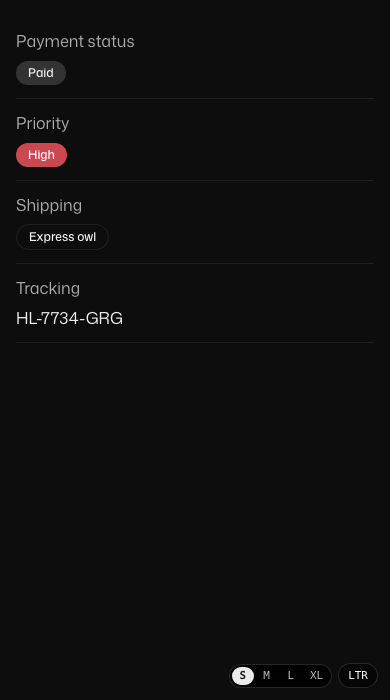 Payment status
Paid
Priority
High
Shipping
Express owl
Tracking
HL-7734-GRG
S M L XL LTR